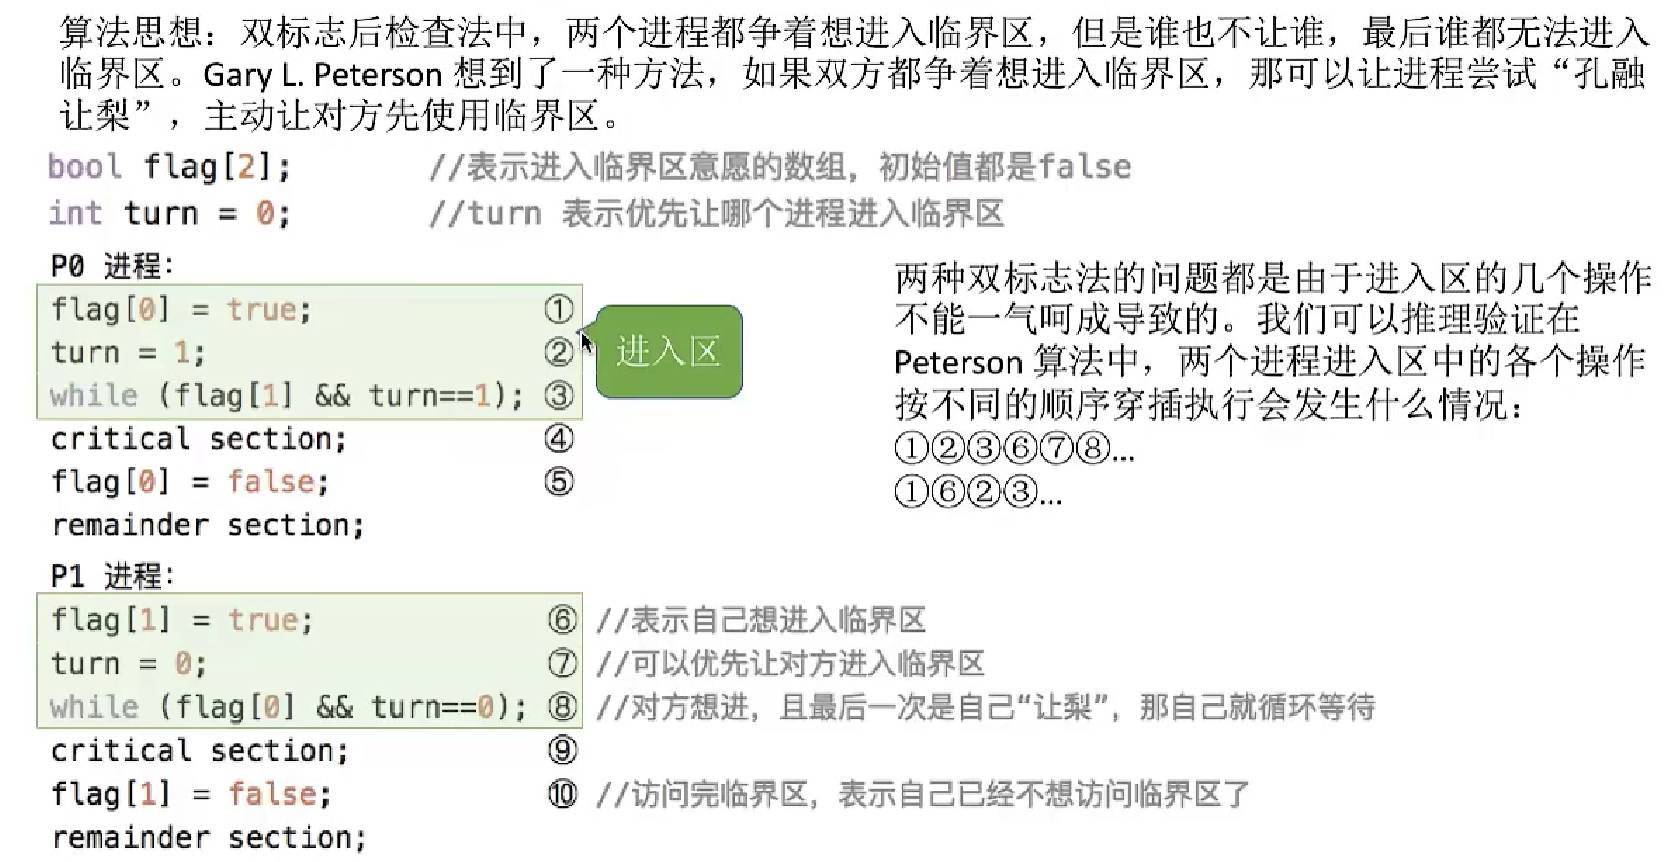 算法思想：双标志后检查法中，两个进程都争着想进入临界区，但是谁也不让谁，最后谁都无法进入
临界区。Gary L. Peterson 想到了一种方法，如果双方都争着想进入临界区，那可以让进程尝试“孔融
让梨”，主动让对方先使用临界区。
bool flag[2]; //表示进入临界区意愿的数组，初始值都是false
int turn = 0; //turn 表示优先让哪个进程进入临界区
P0 进程：
flag[0] = true; ①
turn = 1; ②
while (flag[1] && turn==1); ③
critical section; ④
flag[0] = false; ⑤
remainder section;
进入区
两种双标志法的问题都是由于进入区的几个操作
不能一气呵成导致的。我们可以推理验证在
Peterson 算法中，两个进程进入区中的各个操作
按不同的顺序穿插执行会发生什么情况：
①②③⑥⑦⑧...
①⑥②③...
P1 进程：
flag[1] = true; ⑥ //表示自己想进入临界区
turn = 0; ⑦ //可以优先让对方进入临界区
while (flag[0] && turn==0); ⑧ //对方想进，且最后一次是自己“让梨”，那自己就循环等待
critical section; ⑨
flag[1] = false; ⑩ //访问完临界区，表示自己已经不想访问临界区了
remainder section;